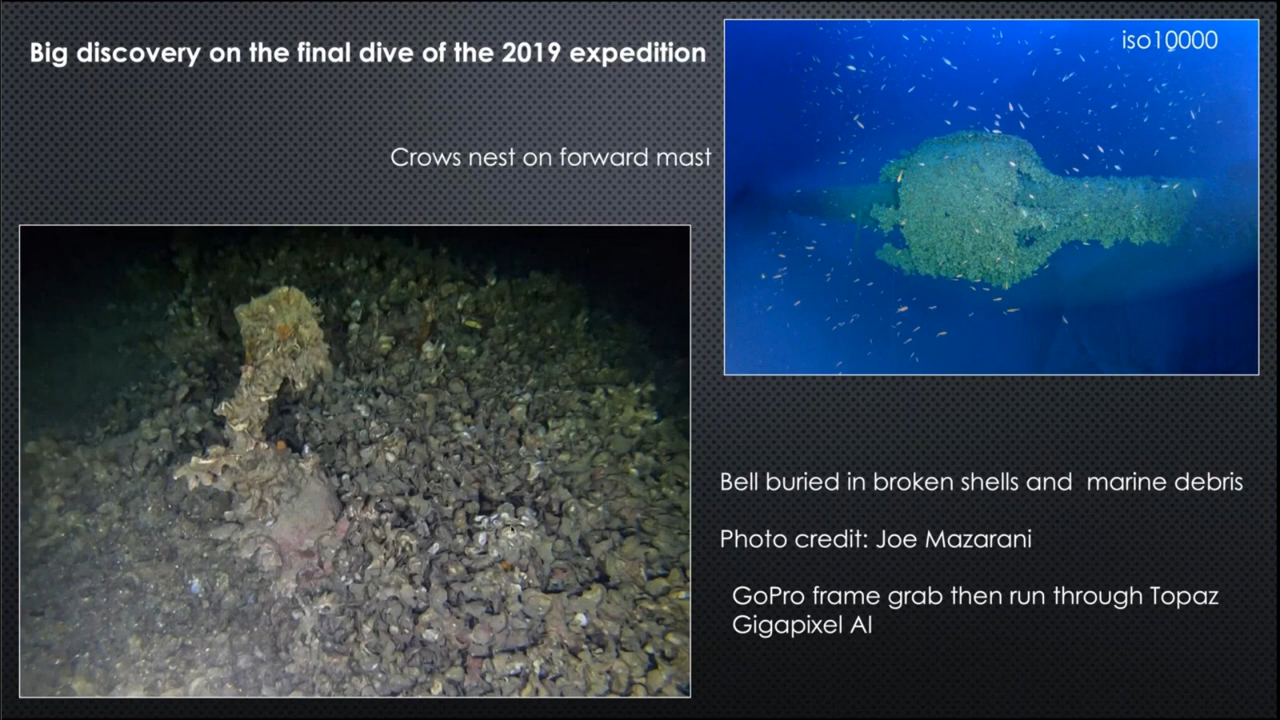 Big discovery on the final dive of the 2019 expedition
iso10000
Crows nest on forward mast
Bell buried in broken shells and  marine debris
Photo credit: Joe Mazarani
GoPro frame grab then run through Topaz
Gigapixel AI